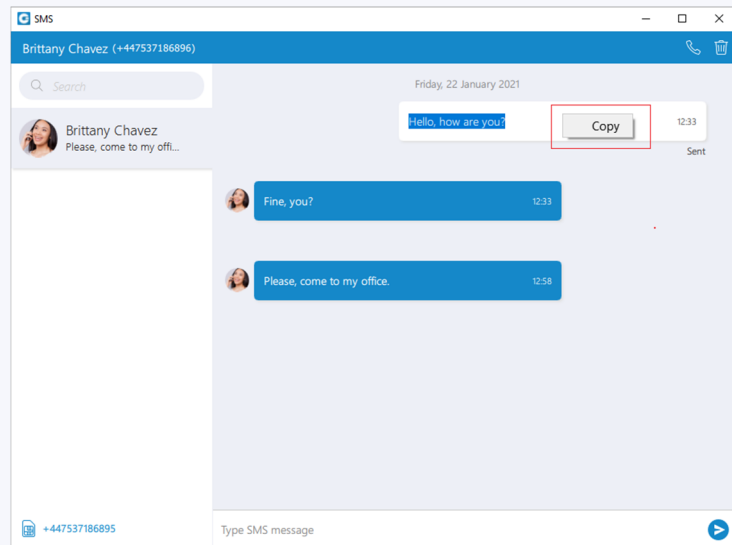 SMS
Brittany Chavez (+447537186896)
Search
Brittany Chavez
Please, come to my offi...
Friday, 22 January 2021
Hello, how are you?
Copy
12:33
Sent
Fine, you?
12:33
Please, come to my office.
12:58
+447537186895
Type SMS message